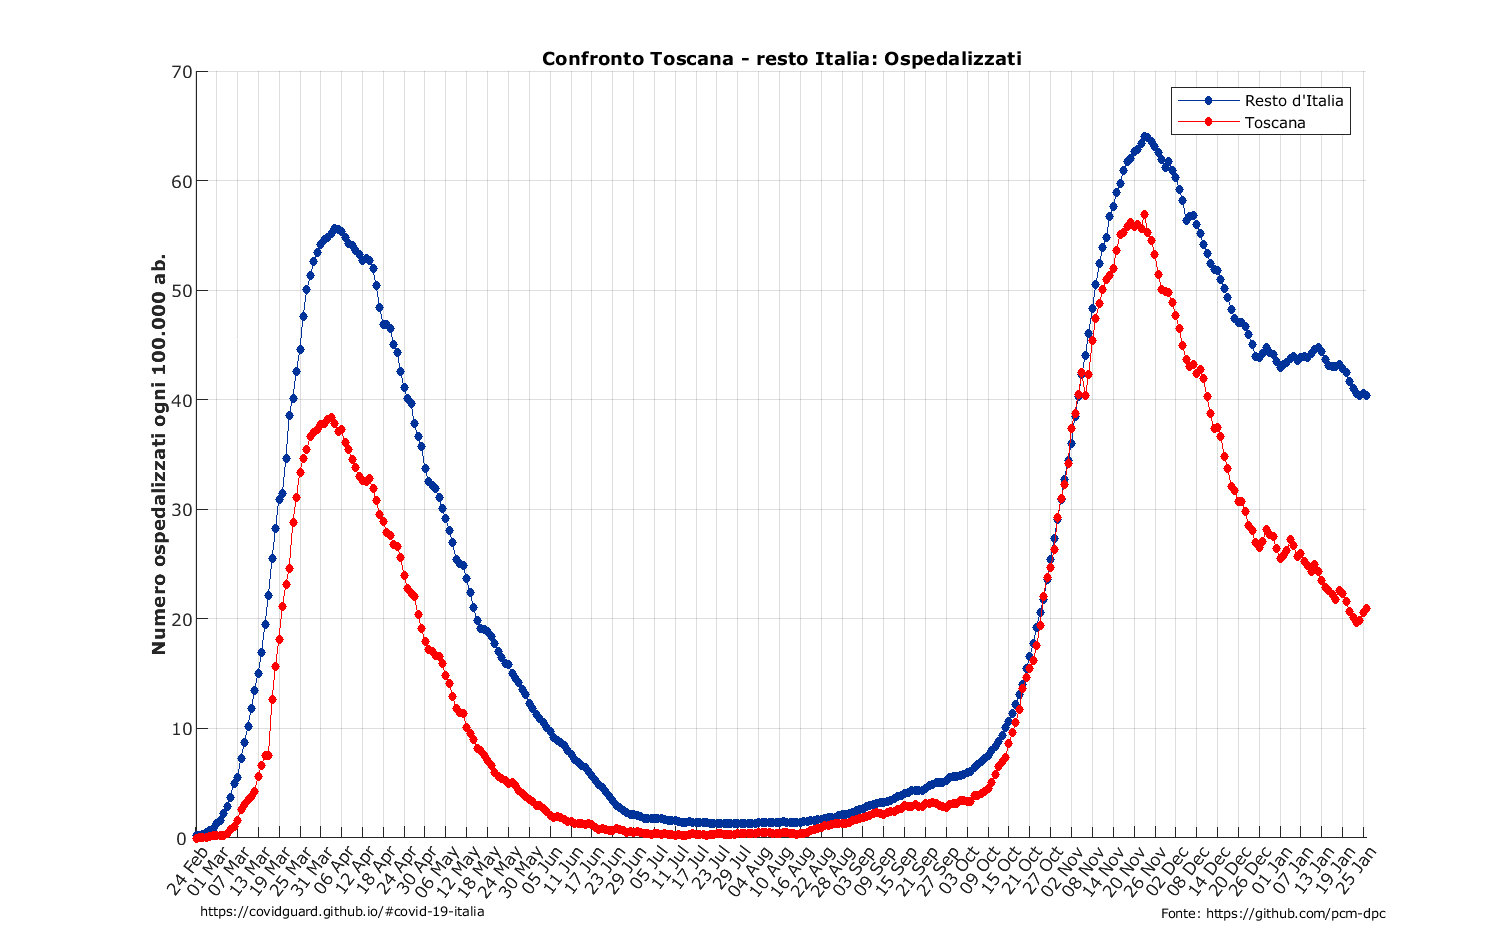 Confronto Toscana - resto Italia: Ospedalizzati
Numero ospedalizzati ogni 100.000 ab.
70
60
50
40
30
20
10
0
Resto d'Italia
Toscana
24 Feb
01 Mar
07 Mar
13 Mar
19 Mar
25 Mar
31 Mar
06 Apr
12 Apr
18 Apr
24 Apr
30 Apr
06 May
12 May
18 May
24 May
30 May
05 Jun
11 Jun
17 Jun
23 Jun
29 Jun
05 Jul
11 Jul
17 Jul
23 Jul
29 Jul
04 Aug
10 Aug
16 Aug
22 Aug
28 Aug
03 Sep
09 Sep
15 Sep
21 Sep
27 Sep
03 Oct
09 Oct
15 Oct
21 Oct
27 Oct
02 Nov
08 Nov
14 Nov
20 Nov
26 Nov
02 Dec
08 Dec
14 Dec
20 Dec
26 Dec
01 Jan
07 Jan
13 Jan
19 Jan
25 Jan
https://covidguard.github.io/#covid-19-italia
Fonte: https://github.com/pcm-dpc